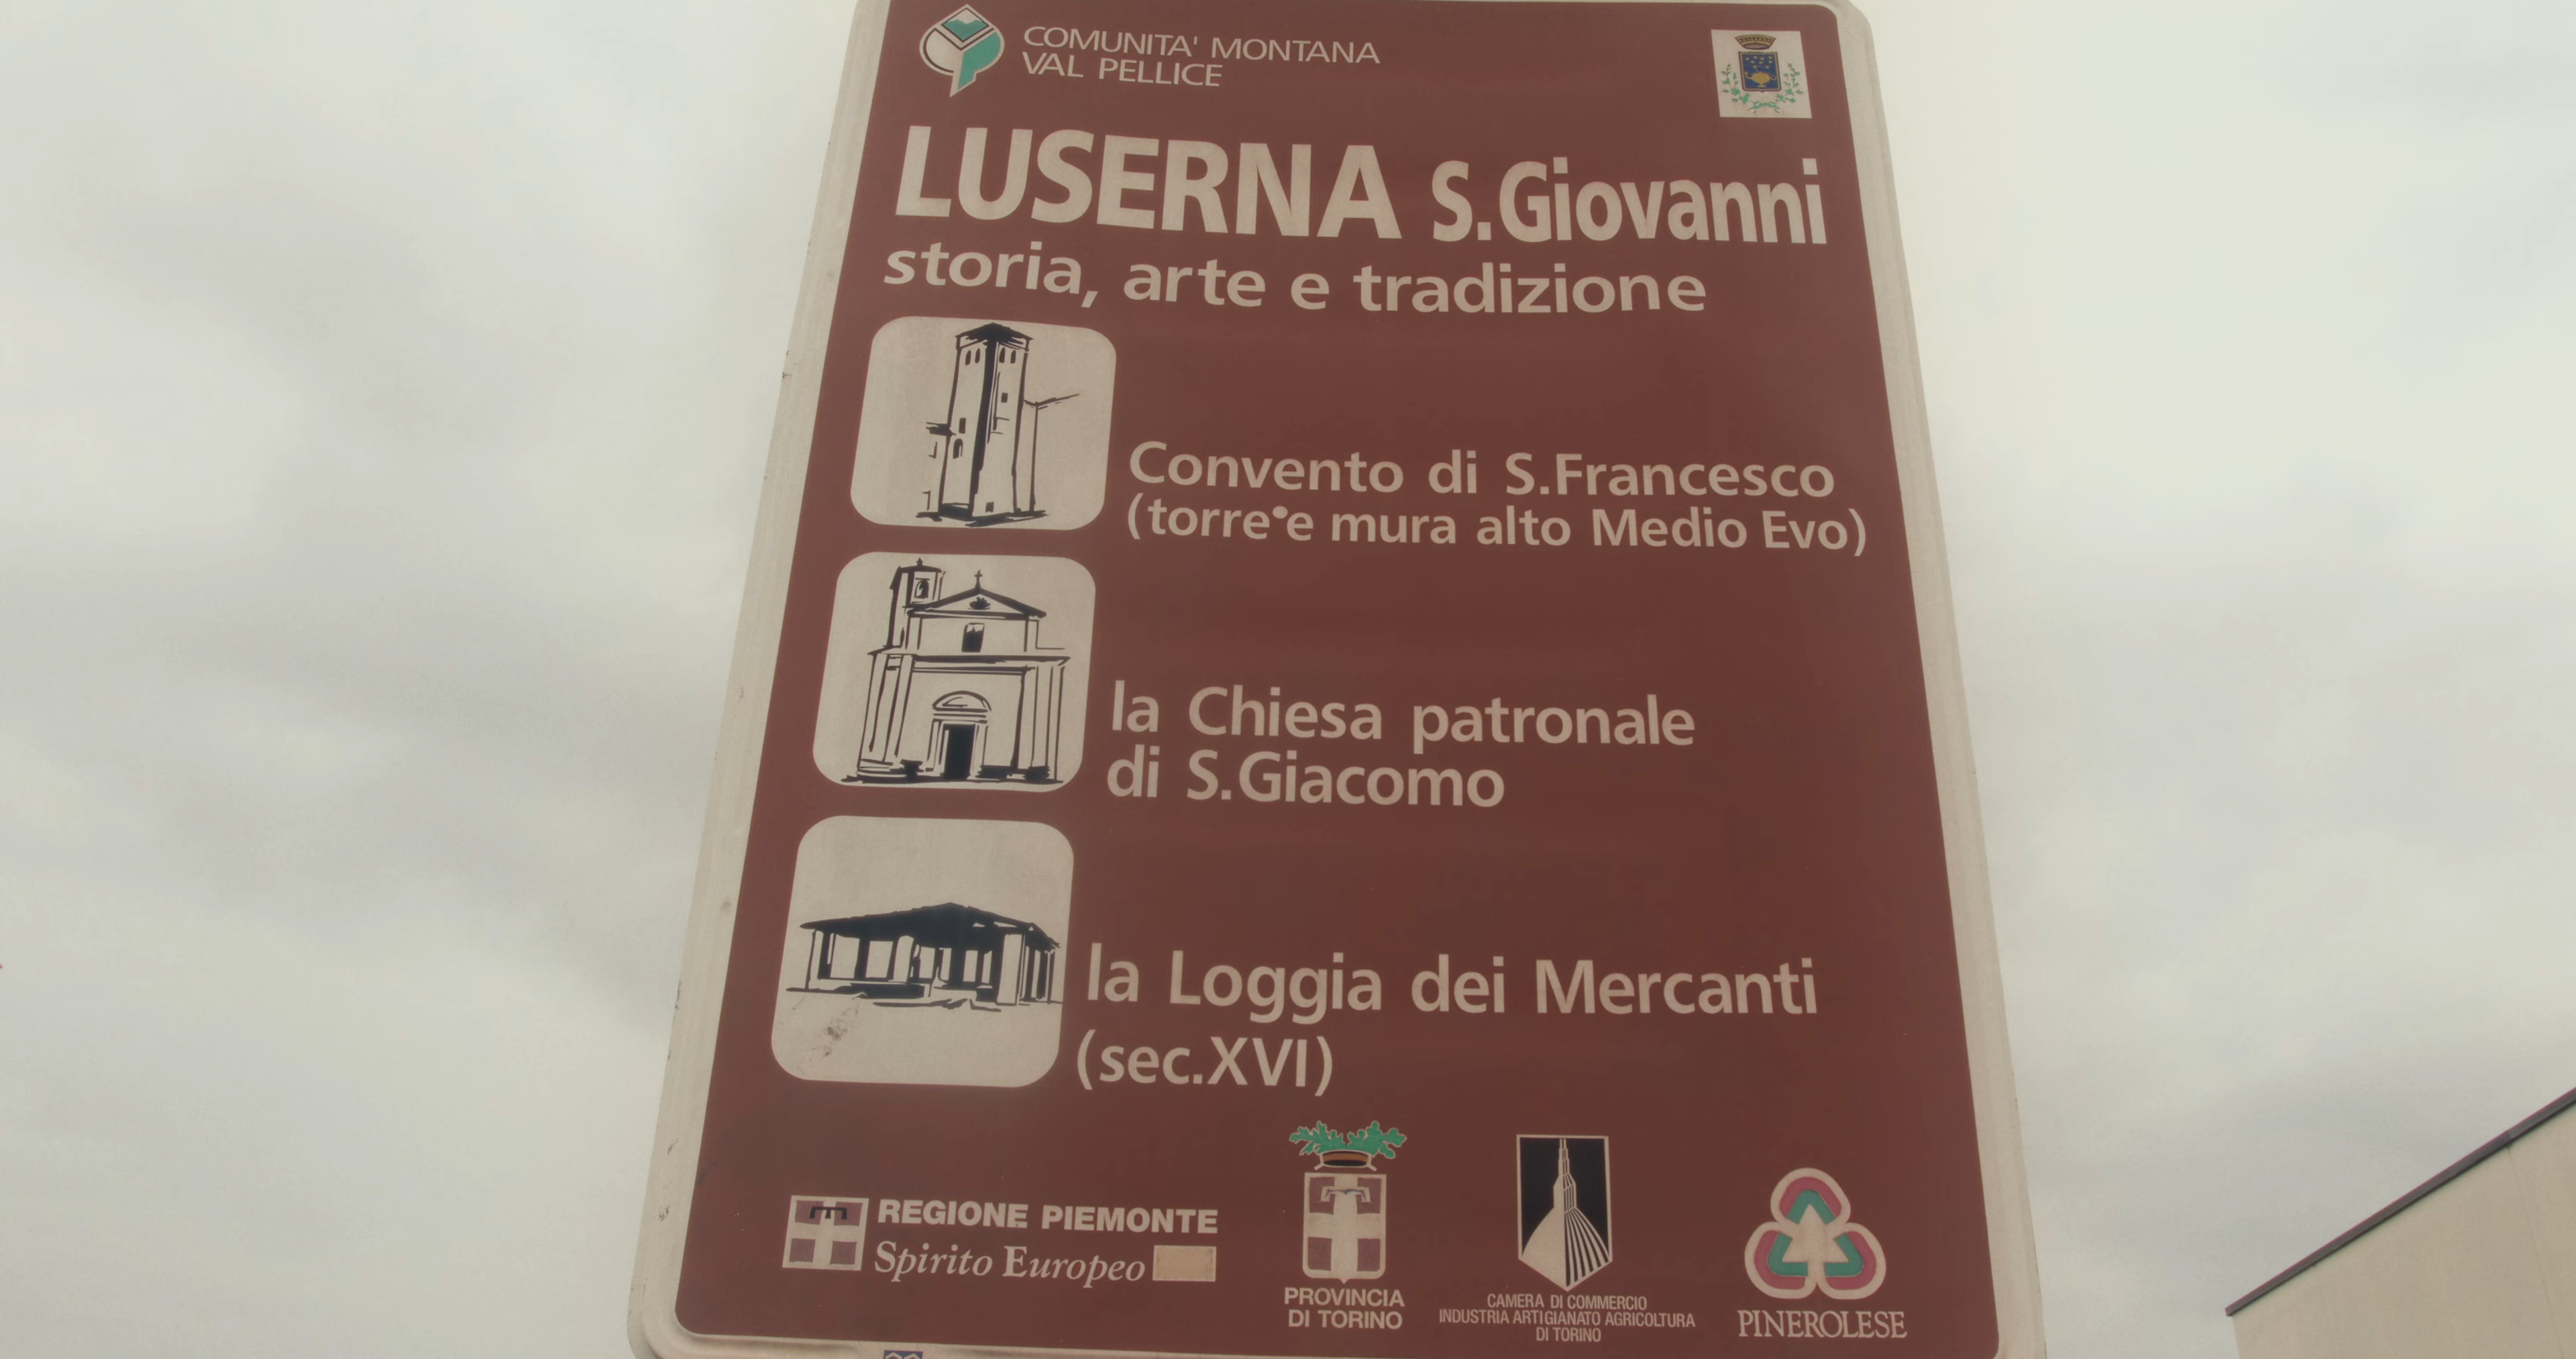 COMUNITA' MONTANA
VAL PELLICE
LUSERNA S.Giovanni
storia, arte e tradizione
Convento di S.Francesco
(torre e mura alto Medio Evo)
la Chiesa patronale
di S.Giacomo
la Loggia dei Mercanti
(sec.XVI)
REGIONE PIEMONTE
Spirito Europeo
PROVINCIA
DI TORINO
CAMERA DI COMMERCIO
INDUSTRIA ARTIGIANATO AGRICOLTURA
DI TORINO
PINEROLESE